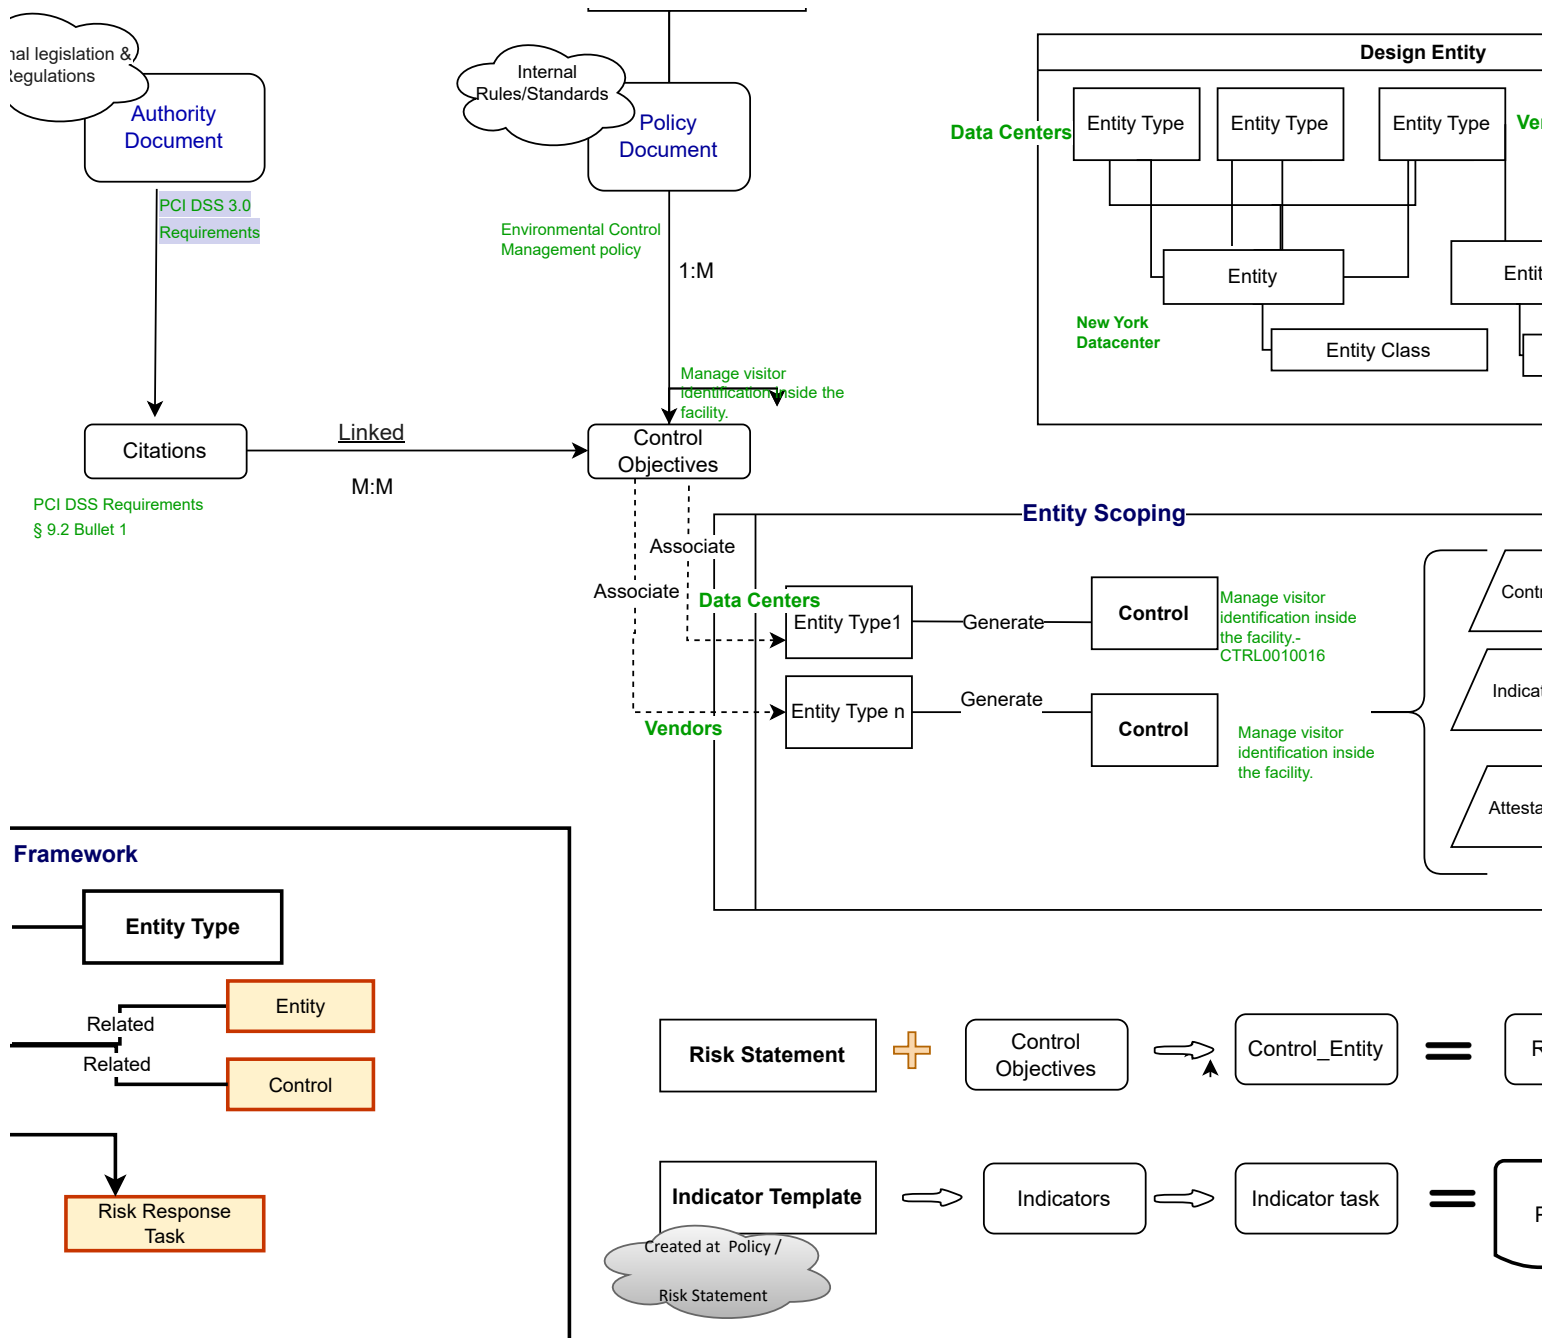 nal legislation &
Regulations
Authority
Document
PCI DSS 3.0
Requirements
Internal
Rules/Standards
Policy
Document
Environmental Control
Management policy
1:M
Manage visitor
identification inside the
facility.
Citations
Linked
M:M
Control
Objectives
PCI DSS Requirements
§ 9.2 Bullet 1
Design Entity
Data Centers
Entity Type
Entity Type
Entity Type
Entity
New York
Datacenter
Entity Class
Entity Scoping
Associate
Associate
Data Centers
Entity Type1
Generate
Control
Manage visitor
identification inside
the facility.-
CTRL0010016
Vendors
Entity Type n
Generate
Control
Manage visitor
identification inside
the facility.
Framework
Entity Type
Related
Entity
Related
Control
Risk Response
Task
Risk Statement
Control
Objectives
Control_Entity
Indicator Template
Indicators
Indicator task
Created at Policy /
Risk Statement